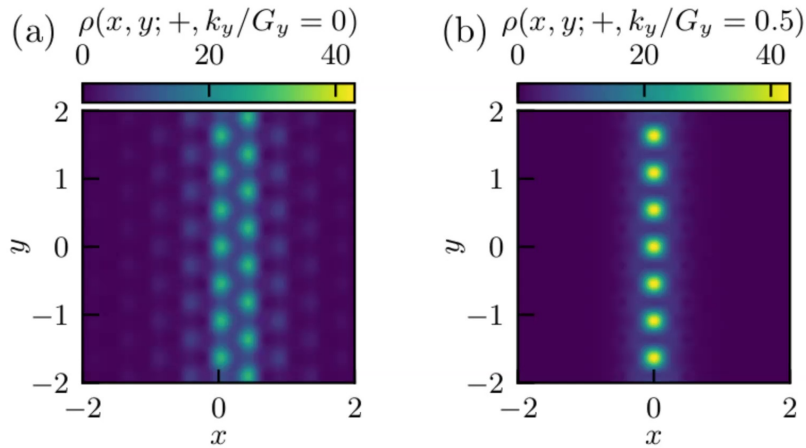 (a) ρ(x, y; +, k_y/G_y = 0)
0 20 40
2
1
0
−1
−2
y
−2 0 2
x
(b) ρ(x, y; +, k_y/G_y = 0.5)
0 20 40
2
1
0
−1
−2
y
−2 0 2
x